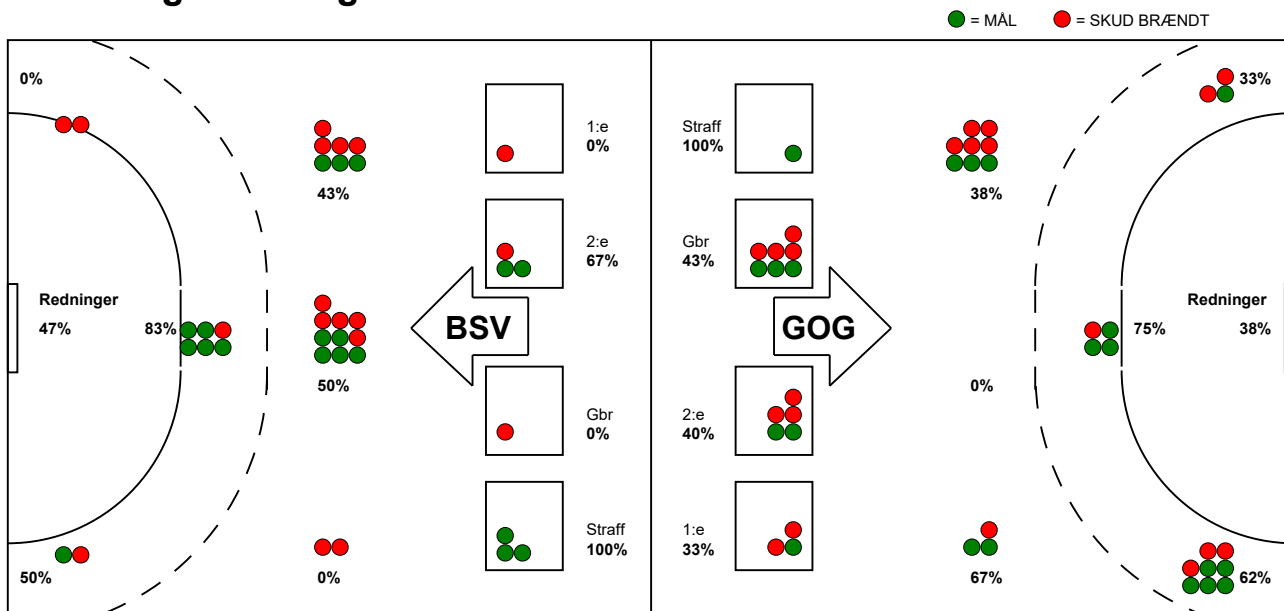 = MÅL
= SKUD BRÆNDT
0%
43%
1:e
0%
2:e
67%
Redninger
47%
83%
BSV
50%
Gbr
0%
Straff
100%
50%
0%
Straff
100%
38%
33%
Gbr
43%
GOG
Redninger
75%
38%
0%
2:e
40%
1:e
33%
67%
62%